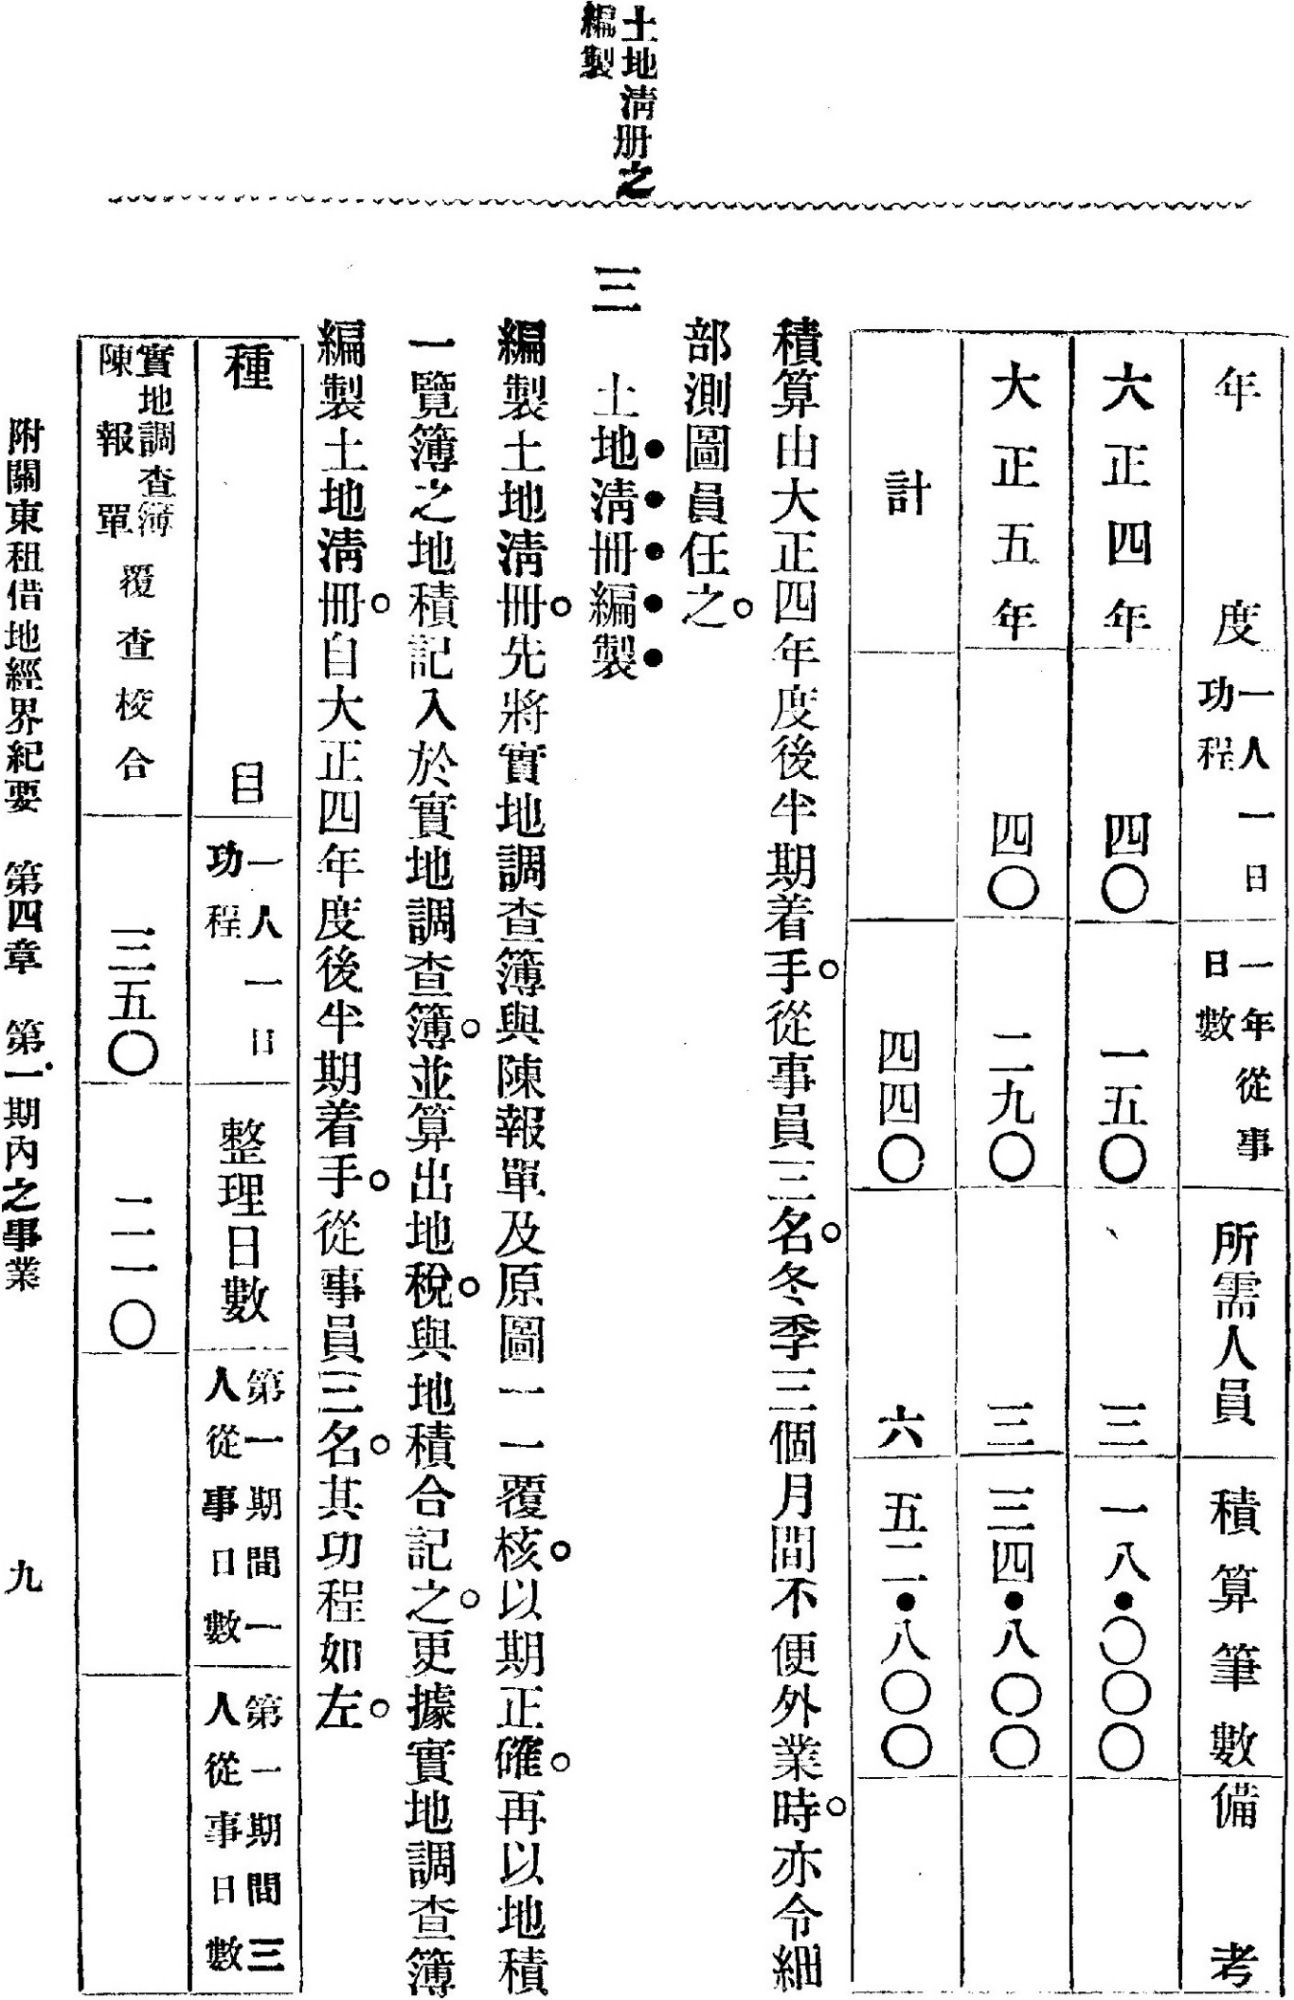 土地淸册之
編製
年度
一人一日
功程
一年從事
日數
所需人員
積算筆數
備考
大正四年
四〇
一五〇
三
一八•〇〇〇
大正五年
四〇
二九〇
三
三四•八〇〇
計
四四〇
六
五二•八〇〇
積算由大正四年度後半期着手。從事員三名。冬季三個月間不便外業時。亦令細
部測圖員任之。
三 土地淸冊編製
編製土地淸冊。先將實地調查簿與陳報單及原圖一一覆核。以期正確。再以地積
一覽簿之地積記入於實地調查簿。並算出地稅。與地積合記之。更據實地調查簿
編製土地淸冊。自大正四年度後半期着手。從事員三名。其功程如左。
種目
一人一日
功程
整理日數
第一期間一
人從事日數
第一期間三
人從事日數
實地調查簿
陳報單
覆查校合
三五〇
二一〇
附關東租借地經界紀要 第四章 第一期內之事業 九